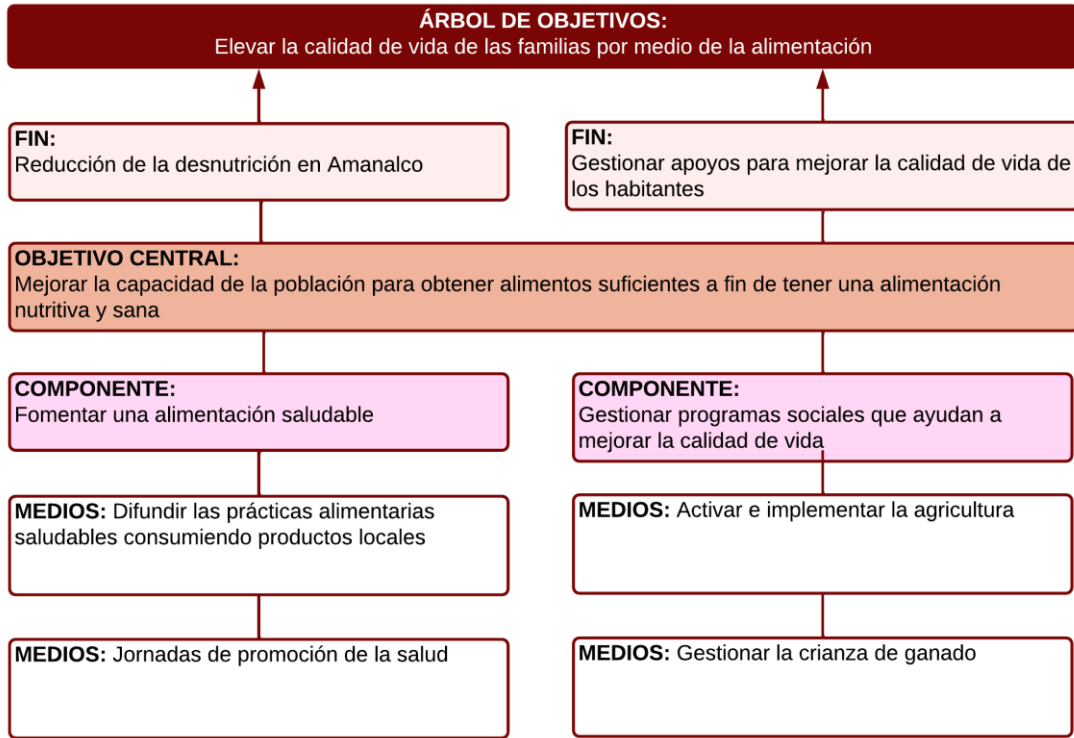 ÁRBOL DE OBJETIVOS:
Elevar la calidad de vida de las familias por medio de la alimentación
FIN:
Reducción de la desnutrición en Amanalco
FIN:
Gestionar apoyos para mejorar la calidad de vida de
los habitantes
OBJETIVO CENTRAL:
Mejorar la capacidad de la población para obtener alimentos suficientes a fin de tener una alimentación
nutritiva y sana
COMPONENTE:
Fomentar una alimentación saludable
COMPONENTE:
Gestionar programas sociales que ayudan a
mejorar la calidad de vida
MEDIOS: Difundir las prácticas alimentarias
saludables consumiendo productos locales
MEDIOS: Activar e implementar la agricultura
MEDIOS: Jornadas de promoción de la salud
MEDIOS: Gestionar la crianza de ganado